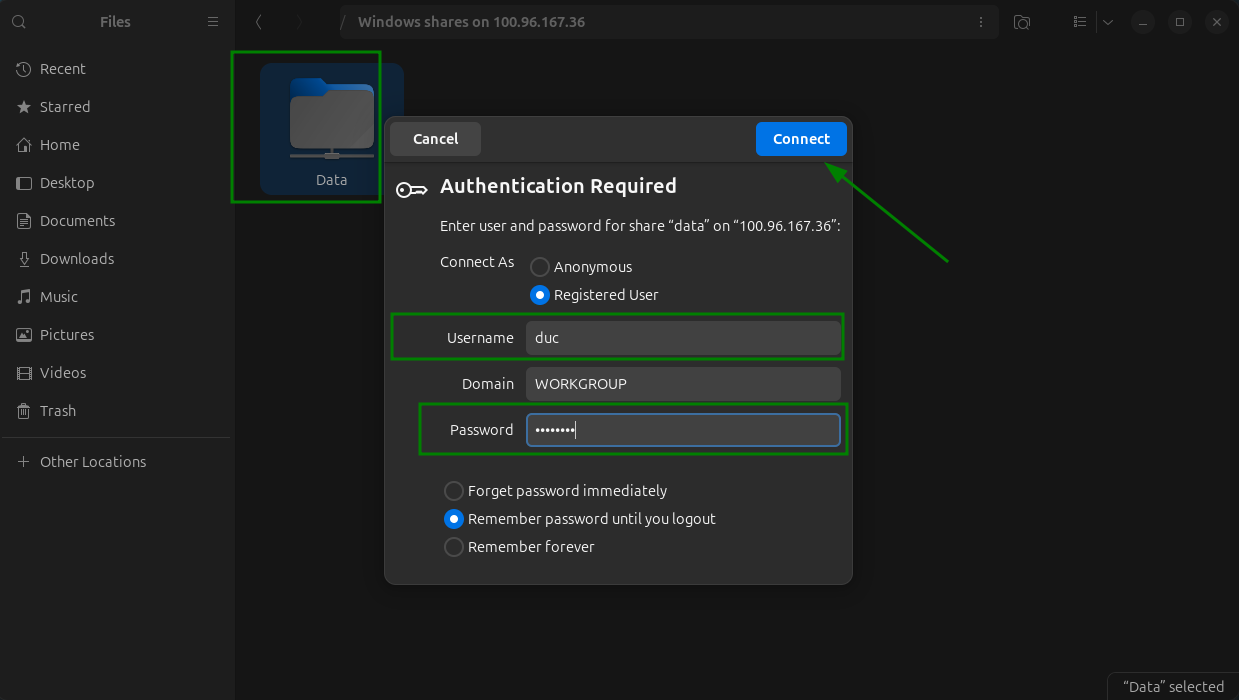 Files
/ Windows shares on 100.96.167.36
Recent
Starred
Home
Desktop
Documents
Downloads
Music
Pictures
Videos
Trash
Other Locations
Data
Cancel
Connect
Authentication Required
Enter user and password for share “data” on “100.96.167.36”:
Connect As
Anonymous
Registered User
Username duc
Domain WORKGROUP
Password ••••••••
Forget password immediately
Remember password until you logout
Remember forever
“Data” selected